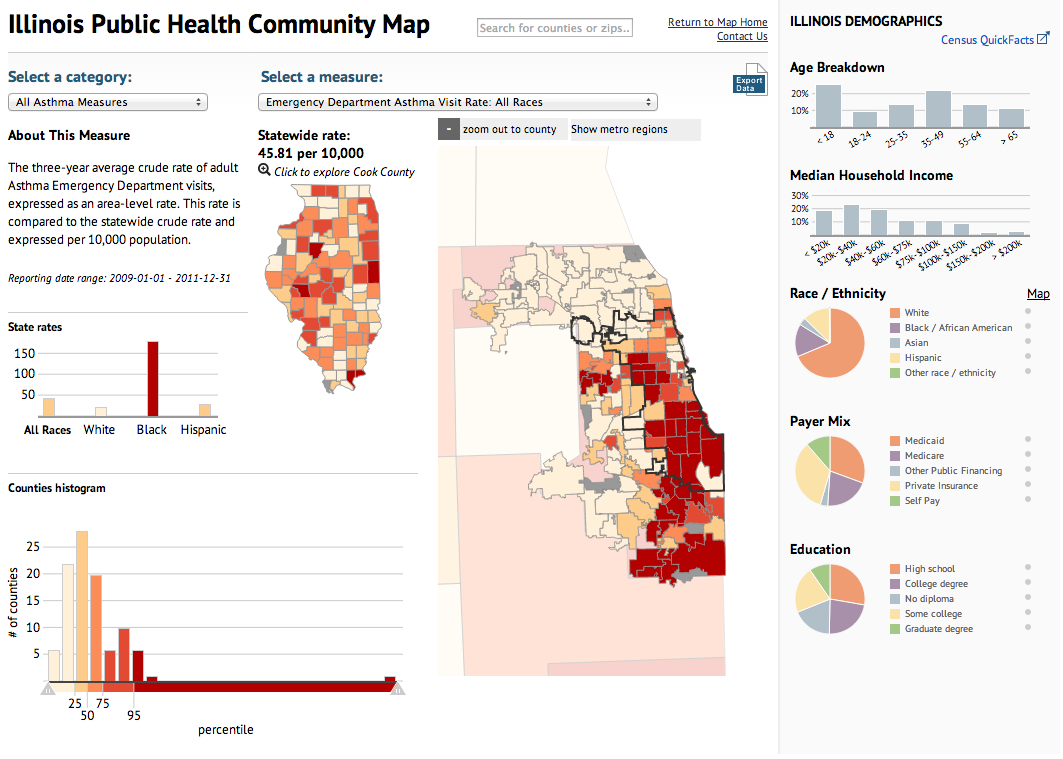 Illinois Public Health Community Map
Search for counties or zips..
Return to Map Home
Contact Us
Select a category:
All Asthma Measures
Select a measure:
Emergency Department Asthma Visit Rate: All Races
Export
Data
About This Measure
The three-year average crude rate of adult
Asthma Emergency Department visits,
expressed as an area-level rate. This rate is
compared to the statewide crude rate and
expressed per 10,000 population.
Reporting date range: 2009-01-01 - 2011-12-31
Statewide rate:
45.81 per 10,000
Click to explore Cook County
- zoom out to county
Show metro regions
State rates
150
100
50
All Races White Black Hispanic
Counties histogram
# of counties
25
20
15
10
5
25 75
50 95
percentile
ILLINOIS DEMOGRAPHICS
Census QuickFacts
Age Breakdown
20%
10%
< 18 18-24 25-35 35-49 55-64 > 65
Median Household Income
30%
20%
10%
< $20k $20k-$40k $40k-$60k $60k-$75k $75k-$100k $100k-$150k $150k-$200k > $200k
Race / Ethnicity
Map
White
Black / African American
Asian
Hispanic
Other race / ethnicity
Payer Mix
Medicaid
Medicare
Other Public Financing
Private Insurance
Self Pay
Education
High school
College degree
No diploma
Some college
Graduate degree